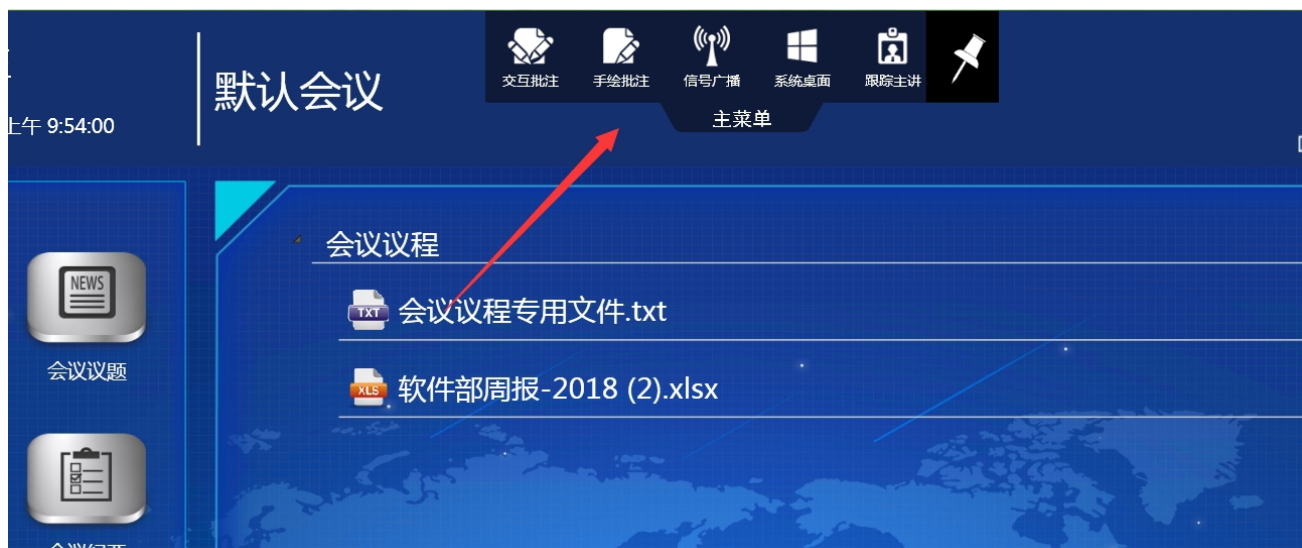 交互批注 手绘批注 信号广播 系统桌面 跟踪主讲
主菜单
默认会议
上午 9:54:00
会议议程
NEWS
会议议题
TXT 会议议程专用文件.txt
XLS 软件部周报-2018 (2).xlsx